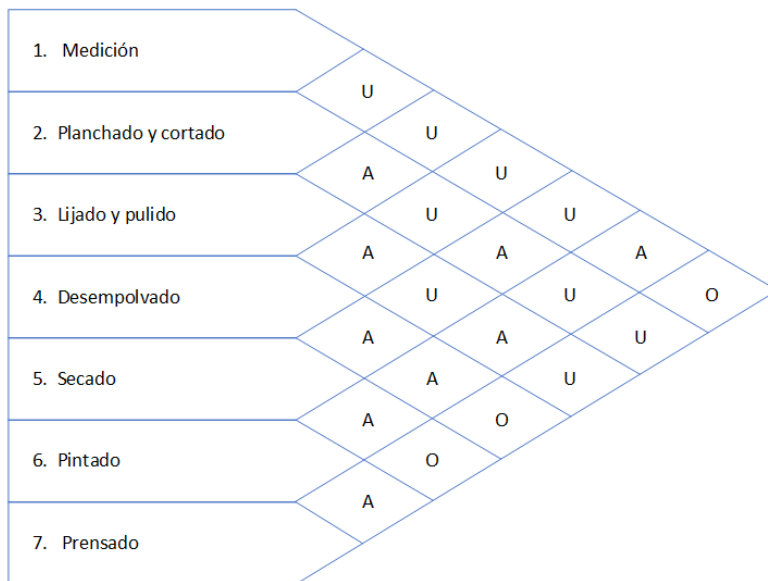 1. Medición
U
2. Planchado y cortado
U
A
U
3. Lijado y pulido
U
U
A
A
A
4. Desempolvado
U
U
O
A
A
U
5. Secado
A
U
A
O
6. Pintado
O
A
7. Prensado